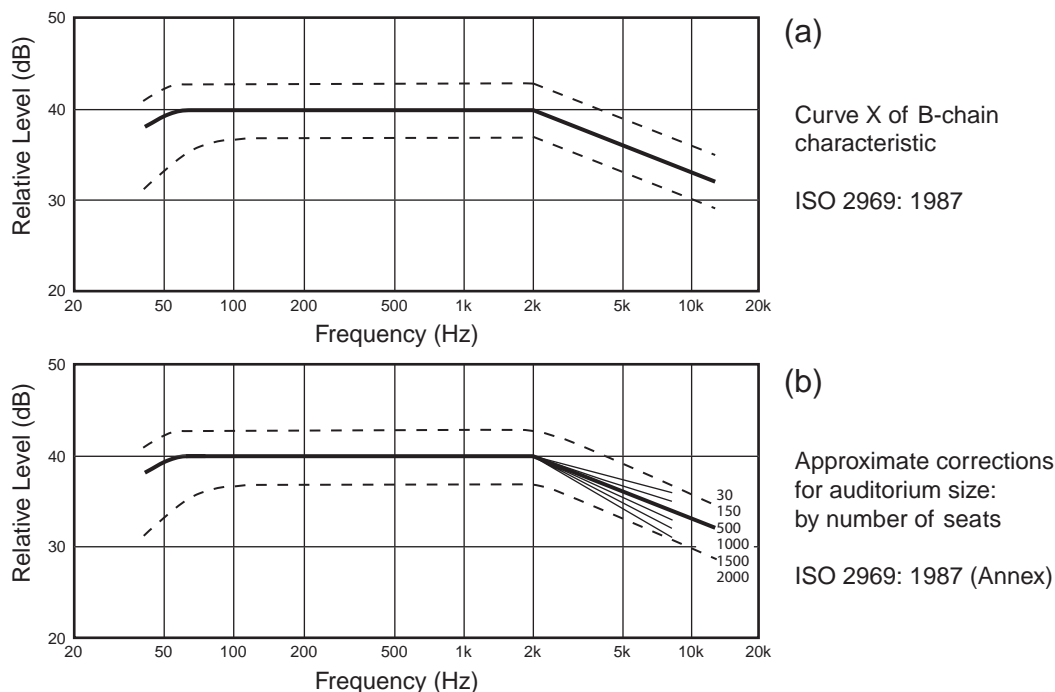 50
40
30
20
Relative Level (dB)
20
50
100
200
500
1k
2k
5k
10k
20k
Frequency (Hz)
(a)
Curve X of B-chain
characteristic
ISO 2969: 1987
50
40
30
20
Relative Level (dB)
30
150
500
1000
1500
2000
20
50
100
200
500
1k
2k
5k
10k
20k
Frequency (Hz)
(b)
Approximate corrections
for auditorium size:
by number of seats
ISO 2969: 1987 (Annex)